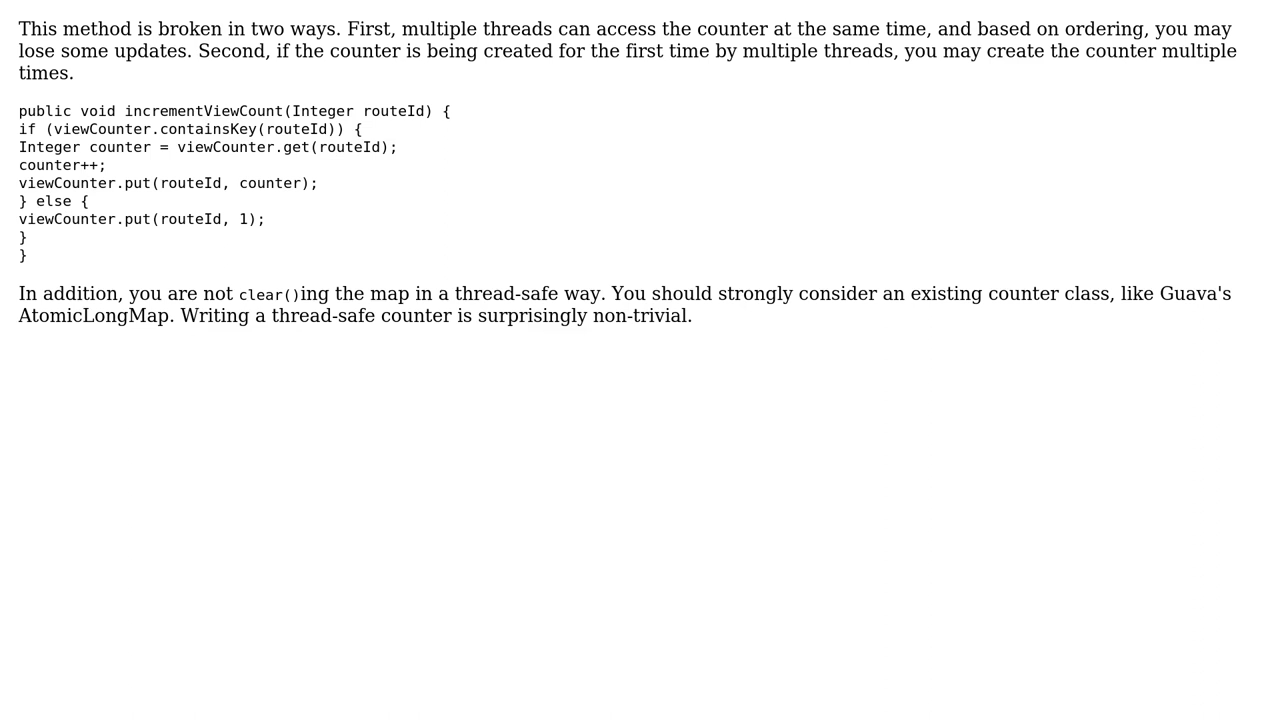 This method is broken in two ways. First, multiple threads can access the counter at the same time, and based on ordering, you may
lose some updates. Second, if the counter is being created for the first time by multiple threads, you may create the counter multiple
times.
public void incrementViewCount(Integer routeId) {
if (viewCounter.containsKey(routeId)) {
Integer counter = viewCounter.get(routeId);
counter++;
viewCounter.put(routeId, counter);
} else {
viewCounter.put(routeId, 1);
}
}
In addition, you are not clear()ing the map in a thread-safe way. You should strongly consider an existing counter class, like Guava's
AtomicLongMap. Writing a thread-safe counter is surprisingly non-trivial.